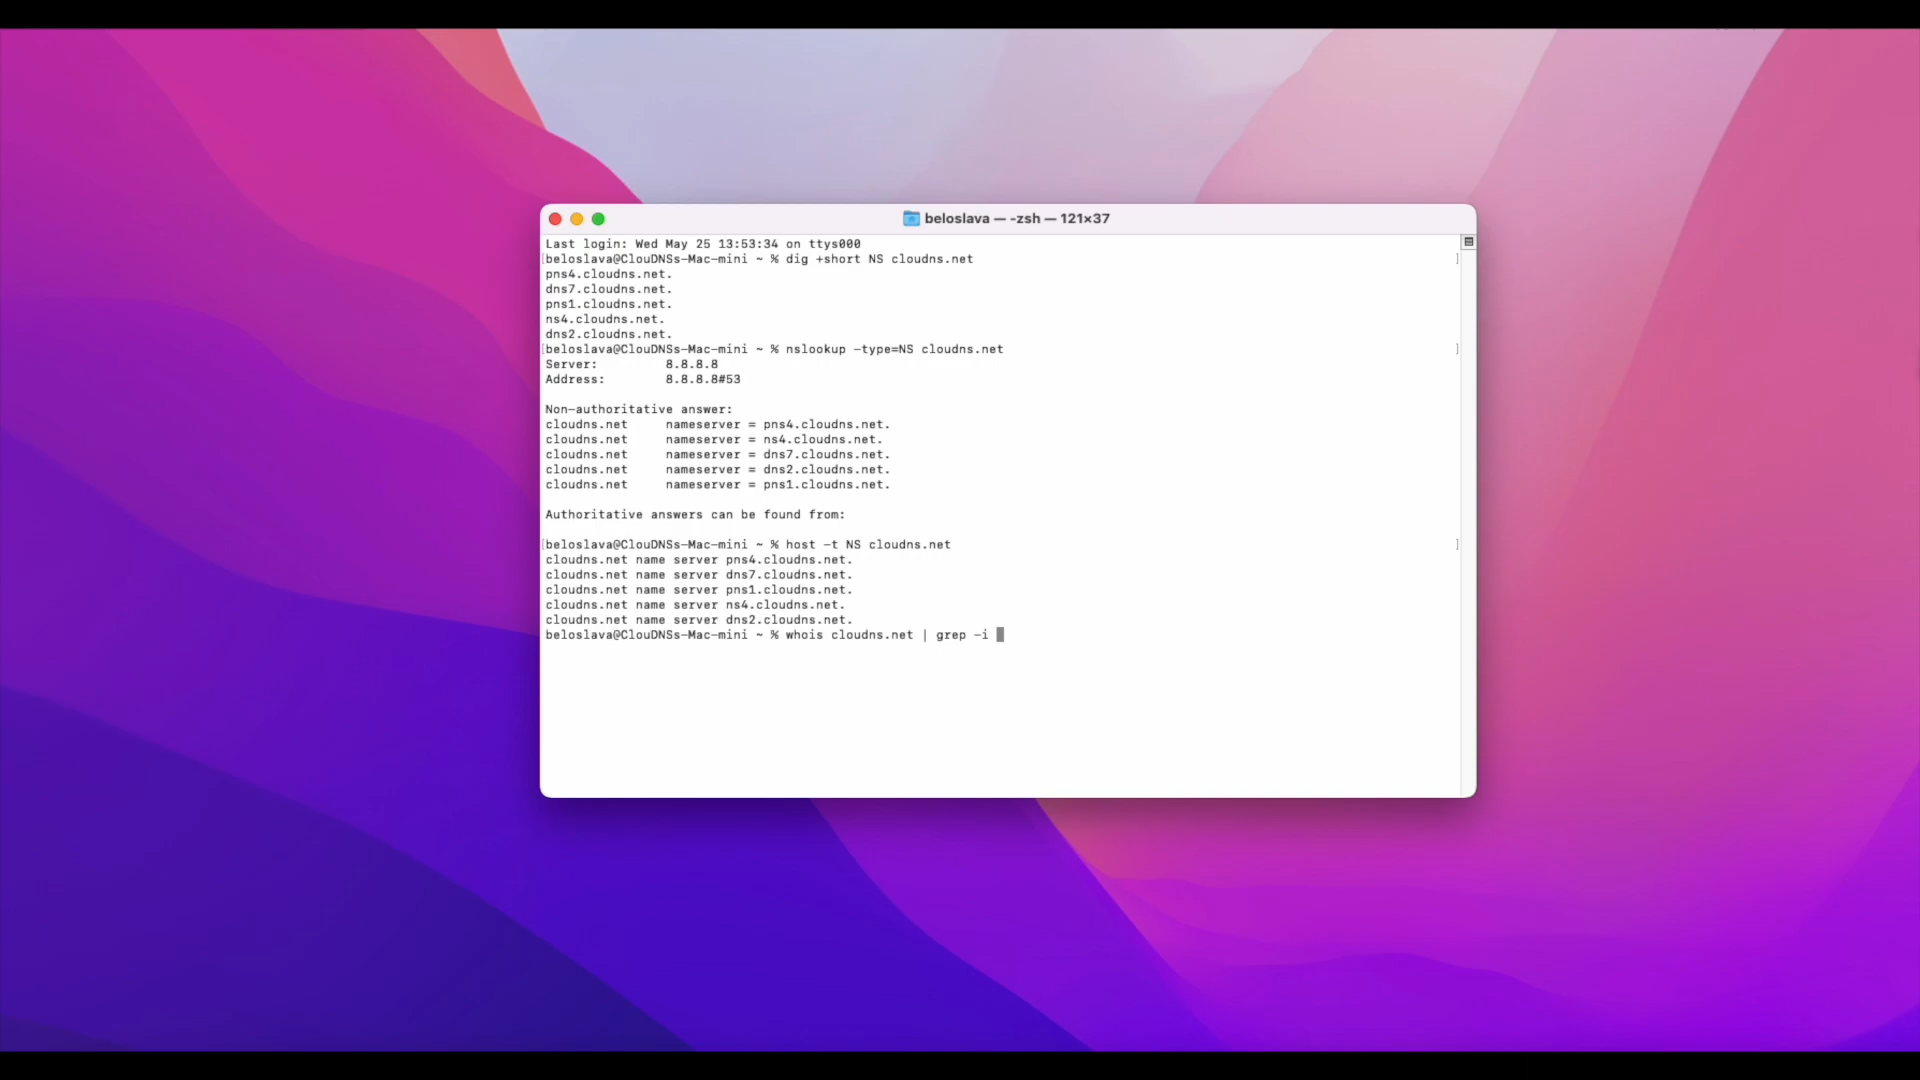 beloslava — -zsh — 121×37
Last login: Wed May 25 13:53:34 on ttys000
[beloslava@ClouDNSs-Mac-mini ~ % dig +short NS cloudns.net ]
pns4.cloudns.net.
dns7.cloudns.net.
pns1.cloudns.net.
ns4.cloudns.net.
dns2.cloudns.net.
[beloslava@ClouDNSs-Mac-mini ~ % nslookup -type=NS cloudns.net ]
Server:		8.8.8.8
Address:	8.8.8.8#53
Non-authoritative answer:
cloudns.net	nameserver = pns4.cloudns.net.
cloudns.net	nameserver = ns4.cloudns.net.
cloudns.net	nameserver = dns7.cloudns.net.
cloudns.net	nameserver = dns2.cloudns.net.
cloudns.net	nameserver = pns1.cloudns.net.
Authoritative answers can be found from:
[beloslava@ClouDNSs-Mac-mini ~ % host -t NS cloudns.net ]
cloudns.net name server pns4.cloudns.net.
cloudns.net name server dns7.cloudns.net.
cloudns.net name server pns1.cloudns.net.
cloudns.net name server ns4.cloudns.net.
cloudns.net name server dns2.cloudns.net.
beloslava@ClouDNSs-Mac-mini ~ % whois cloudns.net | grep -i